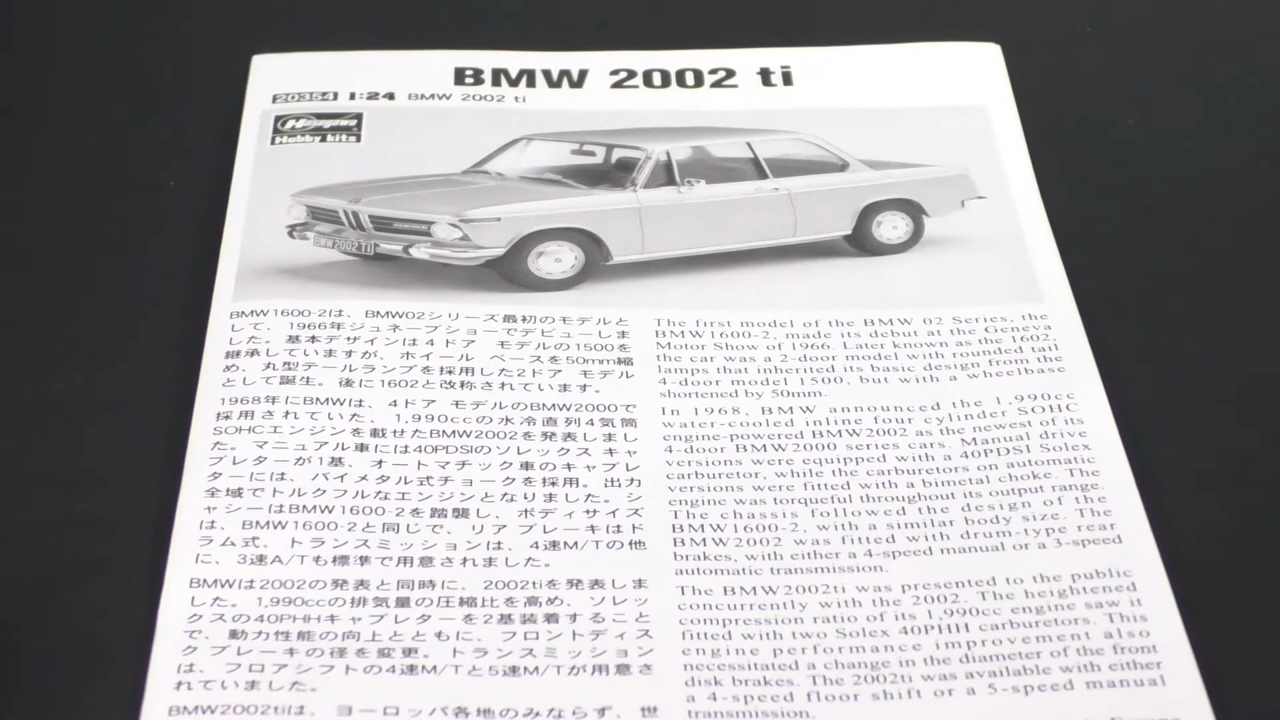 BMW 2002 ti
20354 1:24 BMW 2002 ti
Hasegawa
Hobby kits
BMW 2002 TI
BMW1600-2は、BMW02シリーズ最初のモデルと
して、1966年ジュネーブショーでデビューしま
した。基本デザインは4ドア モデルの1500を
継承していますが、ホイール ベースを50mm縮
め、丸型テールランプを採用した2ドア モデル
として誕生。後に1602と改称されています。
1968年にBMWは、4ドア モデルのBMW2000で
採用されていた、1,990ccの水冷直列4気筒
SOHCエンジンを載せたBMW2002を発表しまし
た。マニュアル車には40PDSIのソレックス キャ
ブレターが1基、オートマチック車のキャブレ
ターには、バイメタル式チョークを採用。出力
全域でトルクフルなエンジンとなりました。シ
ャシーはBMW1600-2を踏襲し、ボディサイズ
は、BMW1600-2と同じで、リア ブレーキはド
ラム式、トランスミッションは、4速M/Tの他
に、3速A/Tも標準で用意されました。
BMWは2002の発表と同時に、2002tiを発表しま
した。1,990ccの排気量の圧縮比を高め、ソレッ
クスの40PHHキャブレターを2基装着すること
で、動力性能の向上とともに、フロントディス
ク ブレーキの径を変更。トランスミッション
は、フロアシフトの4速M/Tと5速M/Tが用意さ
れていました。
BMW2002tiは、ヨーロッパ各地のみならず、世
The first model of the BMW 02 Series, the
BMW1600-2, made its debut at the Geneva
Motor Show of 1966. Later known as the 1602,
the car was a 2-door model with rounded tail
lamps that inherited its basic design from the
4-door model 1500, but with a wheelbase
shortened by 50mm.
In 1968, BMW announced the 1,990cc
water-cooled inline four cylinder SOHC
engine-powered BMW2002 as the newest of its
4-door BMW2000 series cars. Manual drive
versions were equipped with a 40PDSI Solex
carburetor, while the carburetors on automatic
versions were fitted with a bimetal choke. The
engine was torqueful throughout its output range.
The chassis followed the design of the
BMW1600-2, with a similar body size. The
BMW2002 was fitted with drum-type rear
brakes, with either a 4-speed manual or a 3-speed
automatic transmission.
The BMW2002ti was presented to the public
concurrently with the 2002. The heightened
compression ratio of its 1,990cc engine saw it
fitted with two Solex 40PHH carburetors. This
engine performance improvement also
necessitated a change in the diameter of the front
disk brakes. The 2002ti was available with either
a 4-speed floor shift or a 5-speed manual
transmission.